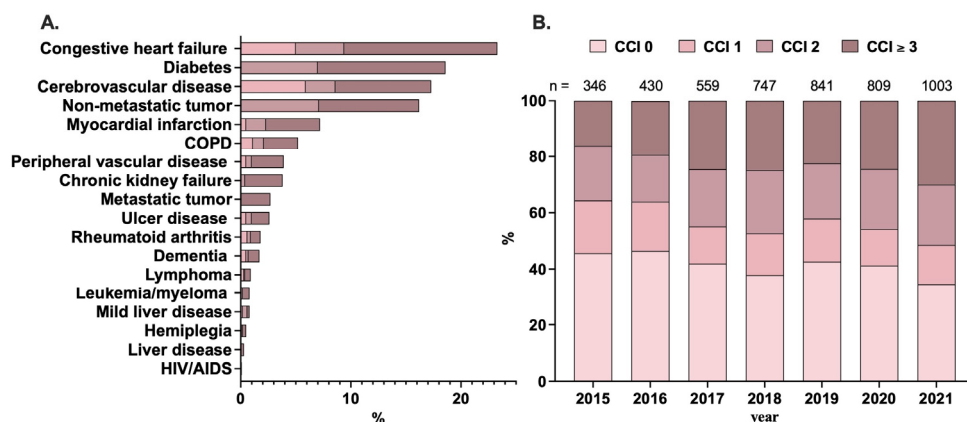 A.
Congestive heart failure
Diabetes
Cerebrovascular disease
Non-metastatic tumor
Myocardial infarction
COPD
Peripheral vascular disease
Chronic kidney failure
Metastatic tumor
Ulcer disease
Rheumatoid arthritis
Dementia
Lymphoma
Leukemia/myeloma
Mild liver disease
Hemiplegia
Liver disease
HIV/AIDS
0 10 20
%
B.
CCI 0 CCI 1 CCI 2 CCI ≥ 3
n = 346 430 559 747 841 809 1003
100
80
60
40
20
0
%
2015 2016 2017 2018 2019 2020 2021
year